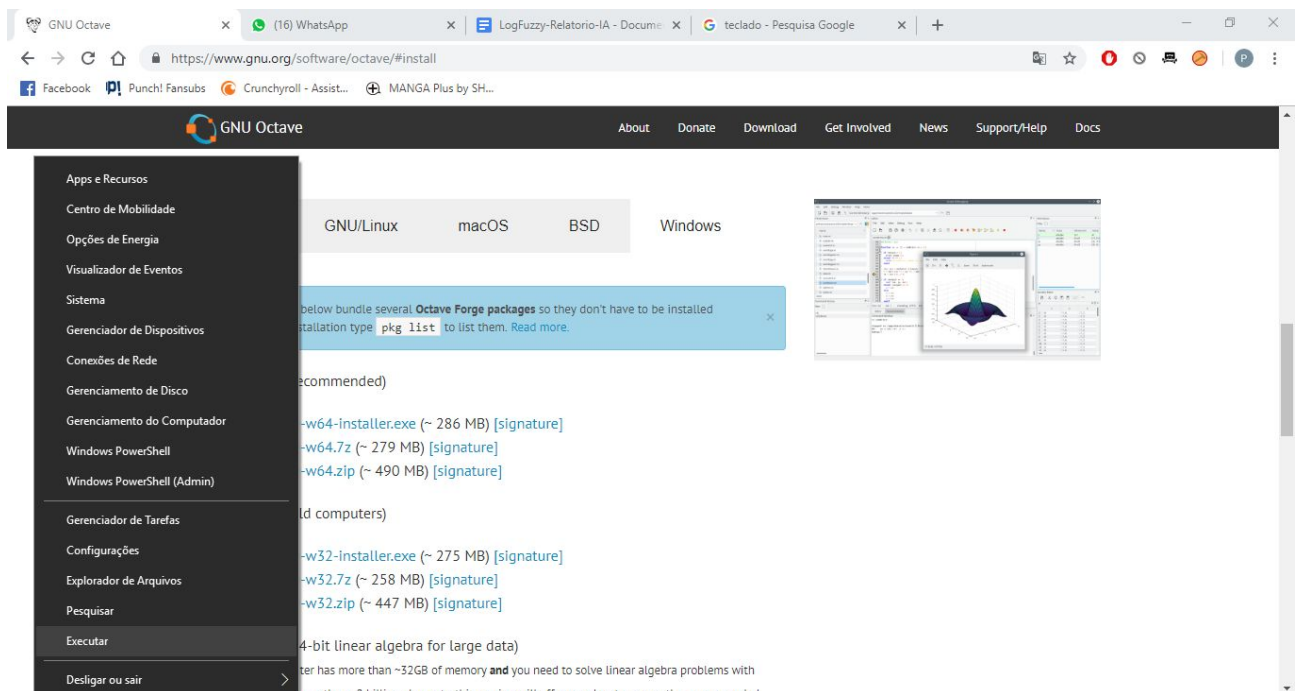 GNU Octave
(16) WhatsApp
LogFuzzy-Relatorio-IA - Docume
teclado - Pesquisa Google
https://www.gnu.org/software/octave/#install
P
Facebook
Punch! Fansubs
Crunchyroll - Assist...
MANGA Plus by SH...
GNU Octave
About Donate Download Get Involved News Support/Help Docs
Apps e Recursos
Centro de Mobilidade
Opções de Energia
Visualizador de Eventos
Sistema
Gerenciador de Dispositivos
Conexões de Rede
Gerenciamento de Disco
Gerenciamento do Computador
Windows PowerShell
Windows PowerShell (Admin)
Gerenciador de Tarefas
Configurações
Explorador de Arquivos
Pesquisar
Executar
Desligar ou sair
GNU/Linux macOS BSD Windows
below bundle several Octave Forge packages so they don't have to be installed
stallation type pkg list to list them. Read more.
ecommended)
-w64-installer.exe (~ 286 MB) [signature]
-w64.7z (~ 279 MB) [signature]
-w64.zip (~ 490 MB) [signature]
ld computers)
-w32-installer.exe (~ 275 MB) [signature]
-w32.7z (~ 258 MB) [signature]
-w32.zip (~ 447 MB) [signature]
4-bit linear algebra for large data)
ter has more than ~32GB of memory and you need to solve linear algebra problems with